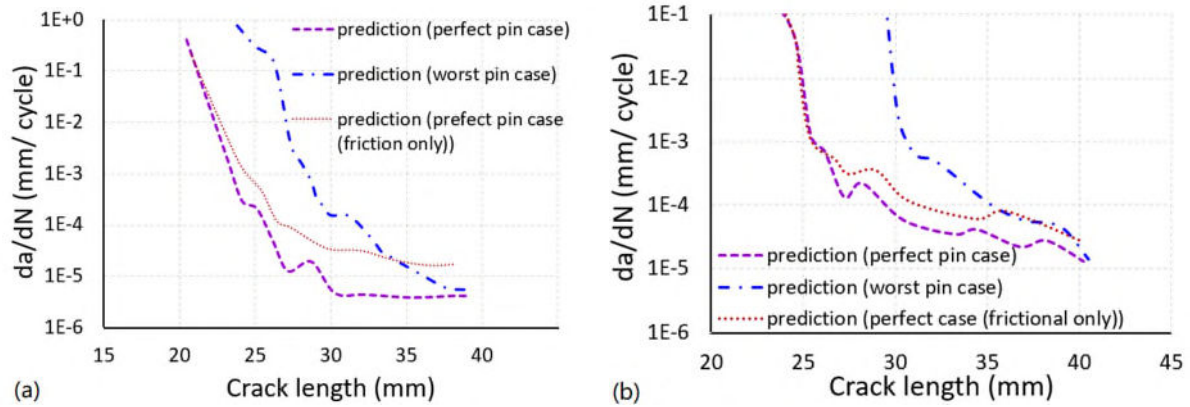 1E+0
1E-1
1E-2
1E-3
1E-4
1E-5
1E-6
da/dN (mm/ cycle)
prediction (perfect pin case)
prediction (worst pin case)
prediction (prefect pin case
(friction only))
15 20 25 30 35 40
Crack length (mm)
(a)
1E-1
1E-2
1E-3
1E-4
1E-5
1E-6
da/dN (mm/ cycle)
prediction (perfect pin case)
prediction (worst pin case)
prediction (perfect case (frictional only))
20 25 30 35 40 45
Crack length (mm)
(b)